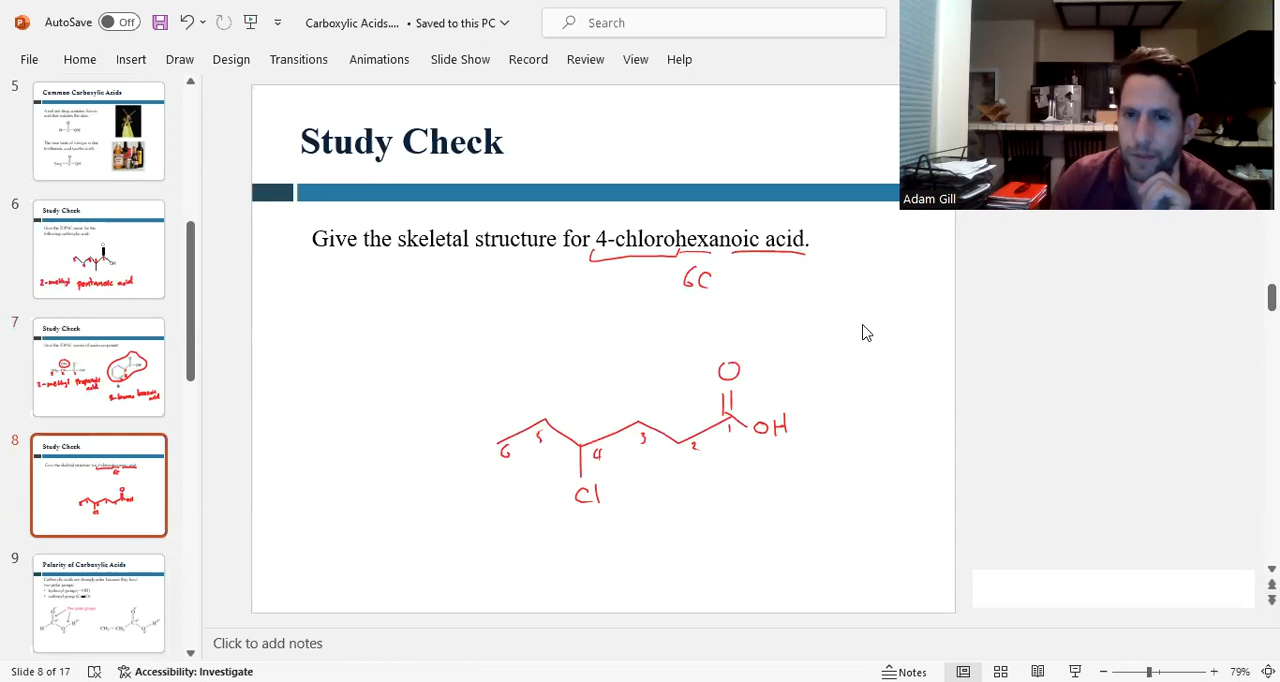 AutoSave Off Carboxylic Acids.... • Saved to this PC Search
File Home Insert Draw Design Transitions Animations Slide Show Record Review View Help
5
Common Carboxylic Acids
6
Study Check
2-methyl pentanoic acid
7
Study Check
8
Study Check
9
Polarity of Carboxylic Acids
Study Check
Give the skeletal structure for 4-chlorohexanoic acid.
6C
O
OH
1
2
3
4
5
6
Cl
Adam Gill
Click to add notes
Slide 8 of 17 Accessibility: Investigate Notes 79%